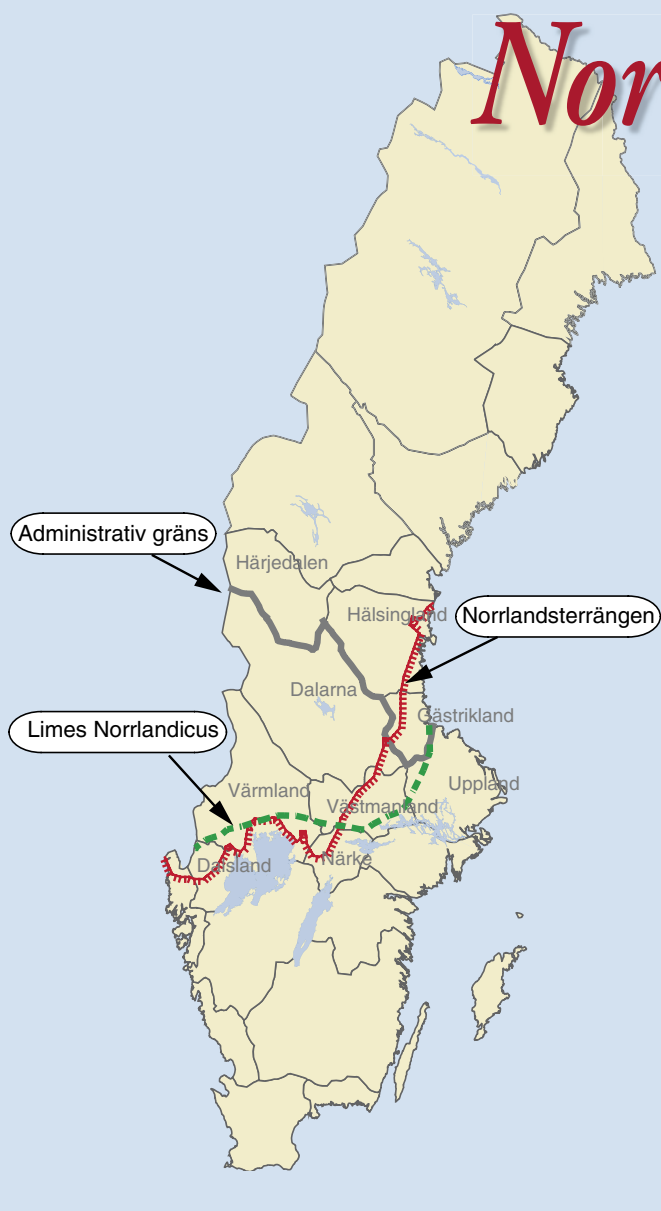 Nor
Administrativ gräns
Härjedalen
Hälsingland
Norrlandsterrängen
Dalarna
Gästrikland
Limes Norrlandicus
Uppland
Värmland
Västmanland
Närke
Dalsland